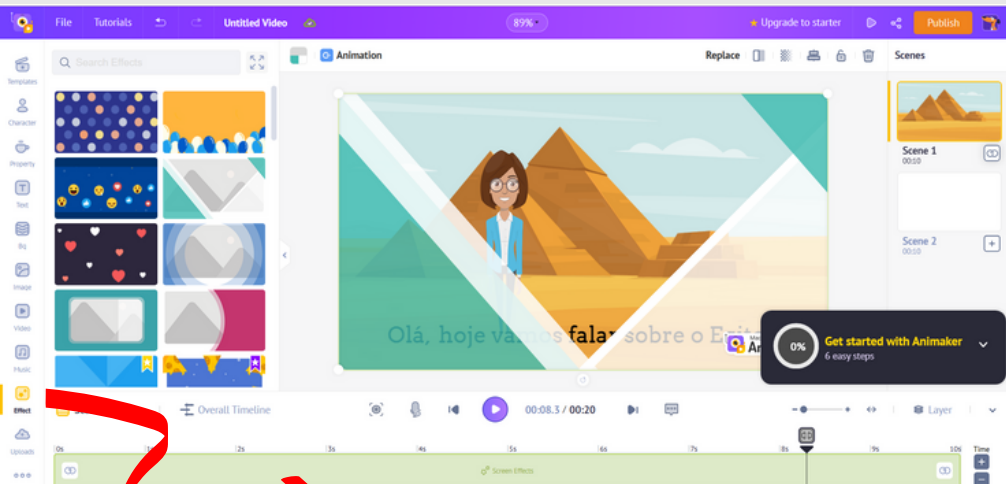 File Tutorials Untitled Video 89% Upgrade to starter Publish
Search Effects
Animation
Replace
Scenes
Templates
Character
Property
Text
Bg
Image
Video
Music
Effect
Uploads
Scene 1
00:10
Scene 2
00:10
Olá, hoje vamos falar sobre o
0%
Get started with Animaker
6 easy steps
Overall Timeline
00:08.3 / 00:20
Layer
0s 2s 3s 4s 5s 6s 7s 8s 9s 10s Time
Screen Effects